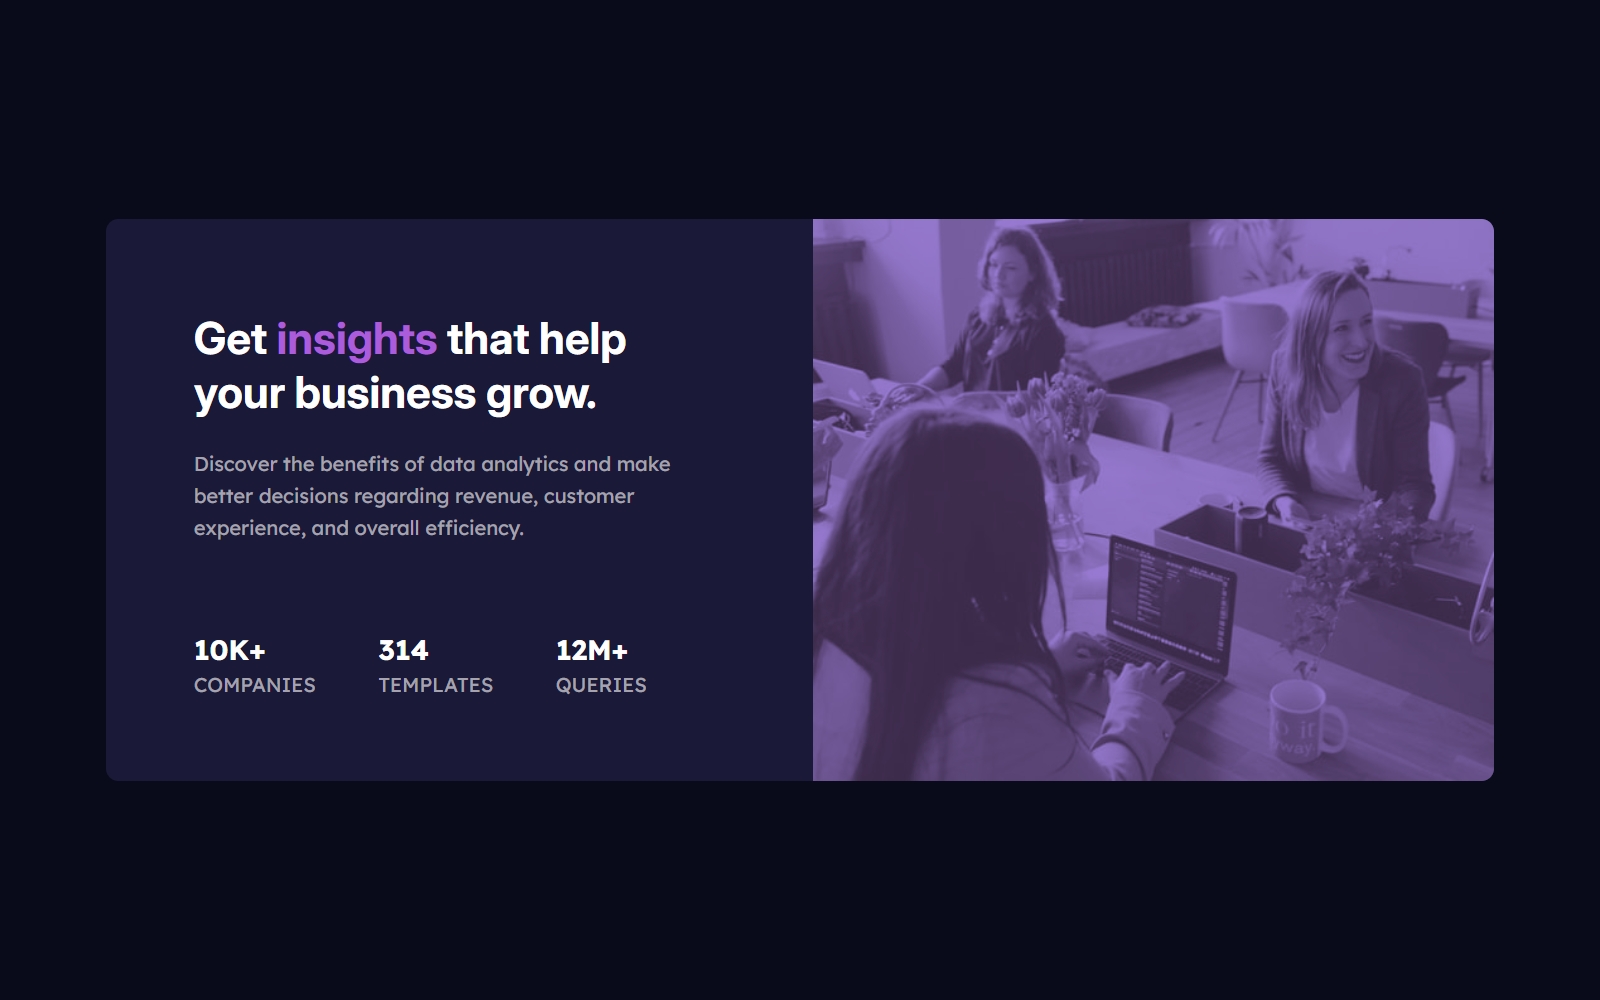 Get insights that help
your business grow.
Discover the benefits of data analytics and make
better decisions regarding revenue, customer
experience, and overall efficiency.
10K+ 314 12M+
COMPANIES TEMPLATES QUERIES